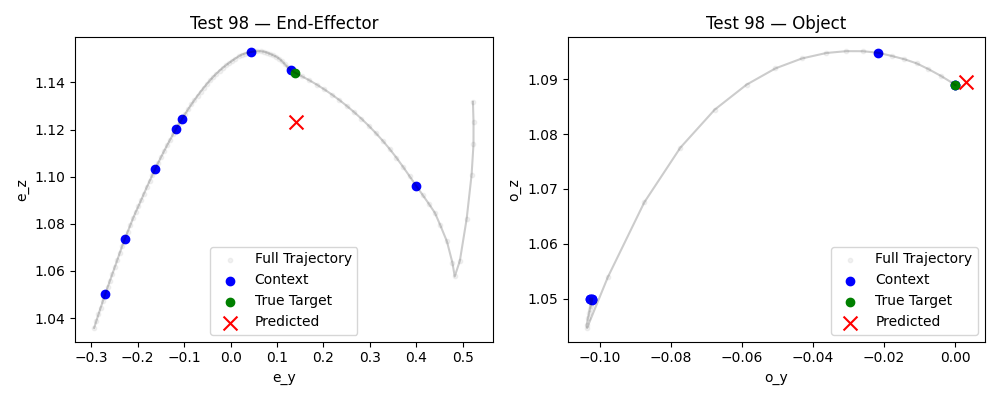 Test 98 — End-Effector
e_z
1.14
1.12
1.10
1.08
1.06
1.04
−0.3 −0.2 −0.1 0.0 0.1 0.2 0.3 0.4 0.5
e_y
Full Trajectory
Context
True Target
Predicted
Test 98 — Object
o_z
1.09
1.08
1.07
1.06
1.05
−0.10 −0.08 −0.06 −0.04 −0.02 0.00
o_y
Full Trajectory
Context
True Target
Predicted